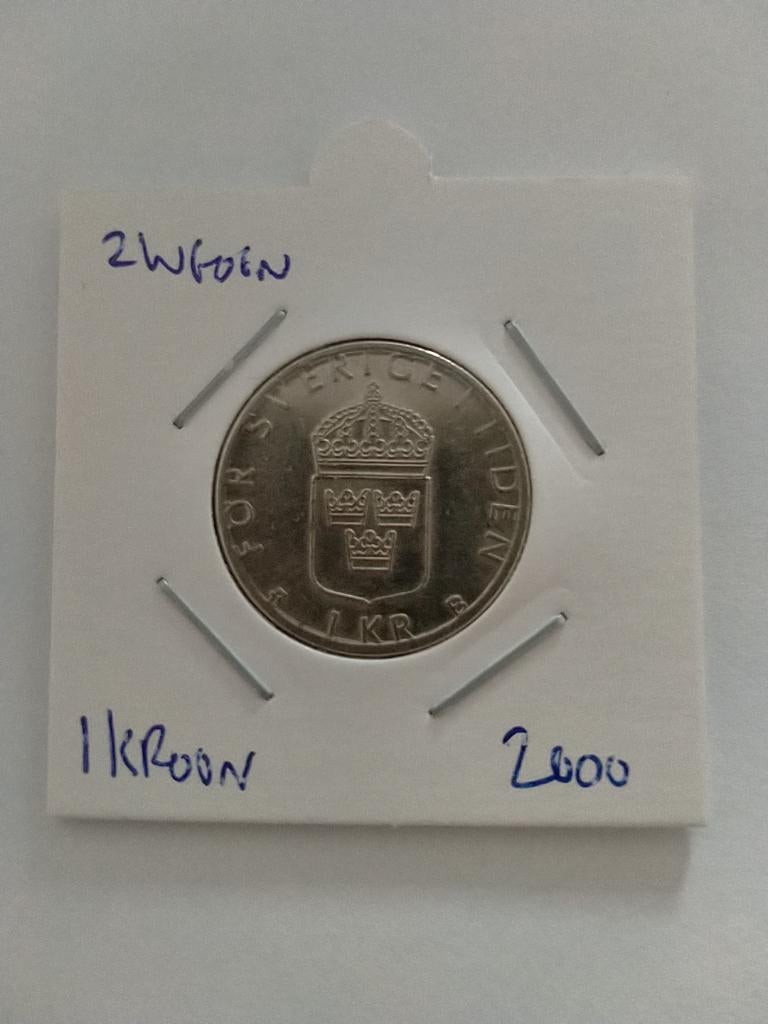 ZWEDEN
FÖR SVERIGE I TIDEN
1 KR B
1 KROON
2000